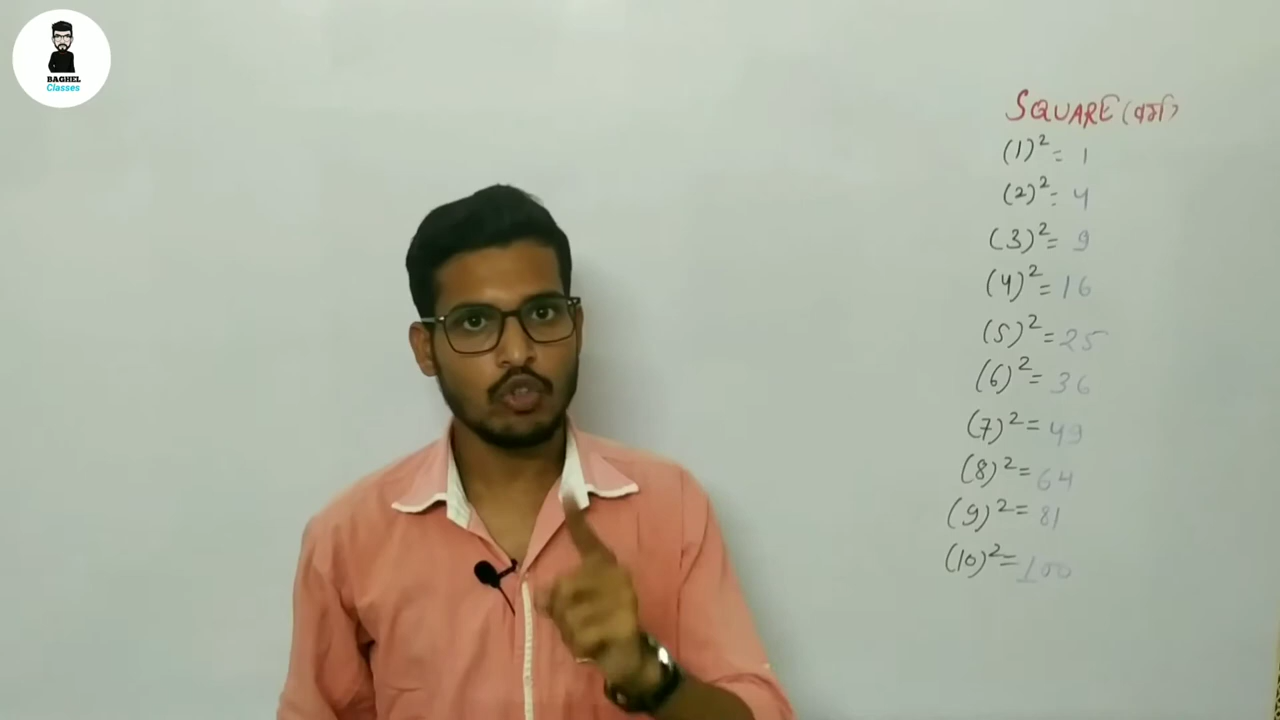 BAGHEL
Classes
SQUARE (वर्ग)
(1)² = 1
(2)² = 4
(3)² = 9
(4)² = 16
(5)² = 25
(6)² = 36
(7)² = 49
(8)² = 64
(9)² = 81
(10)² = 100